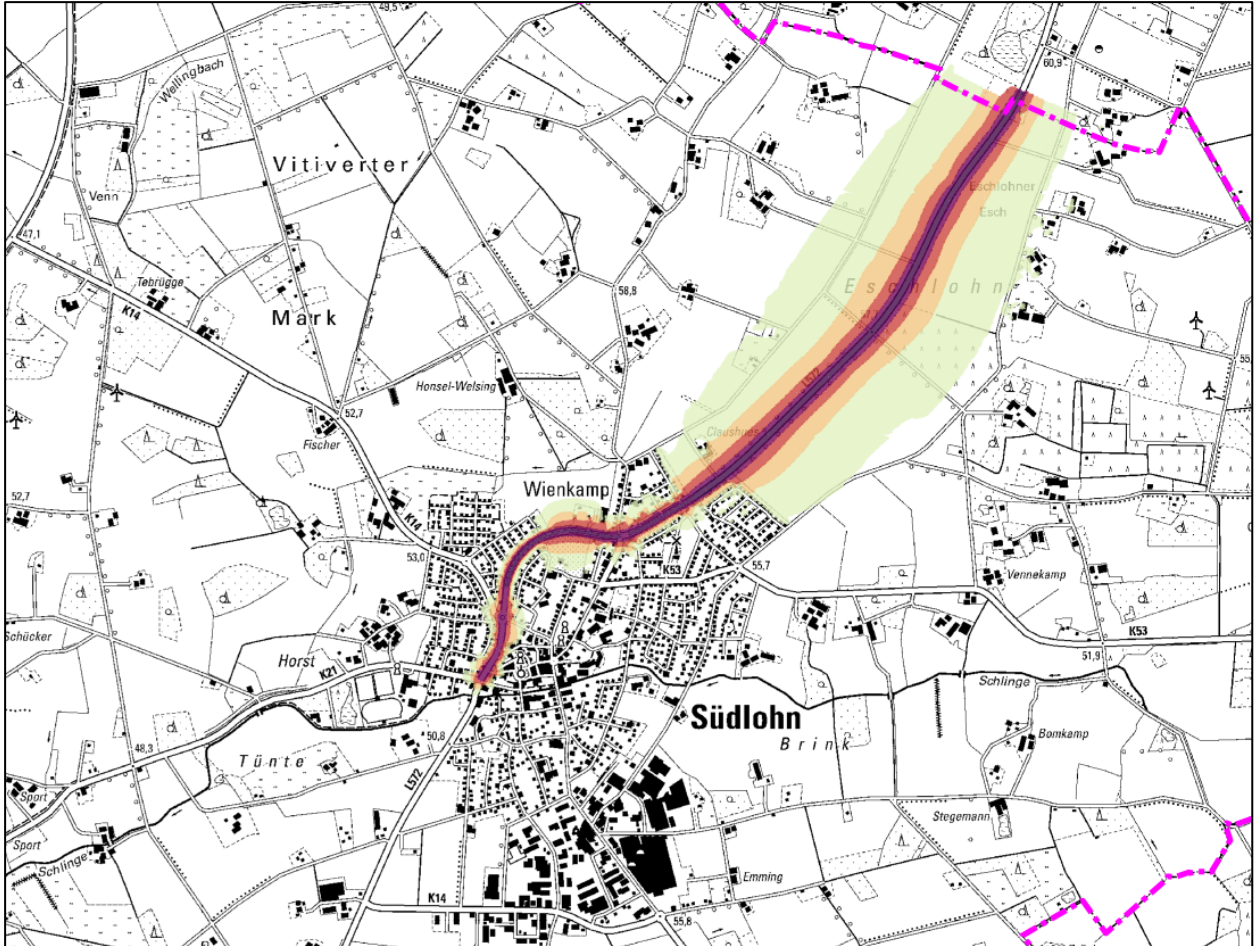 49,5
60,9
Wellingbach
Vitiverter
Eschlohner
Esch
Venn
47,1
Tebrügge
K14
58,8
Eschlohn
Mark
L572
55,
Honsel-Welsing
52,7
Fischer
Claushues
52,7
Wienkamp
K14
53,0
K53
55,7
Vennekamp
K53
Schücker
Horst
K21
51,9
Schlinge
Südlohn
Brink
Bomkamp
50,8
48,3
Tünte
L572
Sport
Stegemann
Sport
Schlinge
Emming
K14
55,8